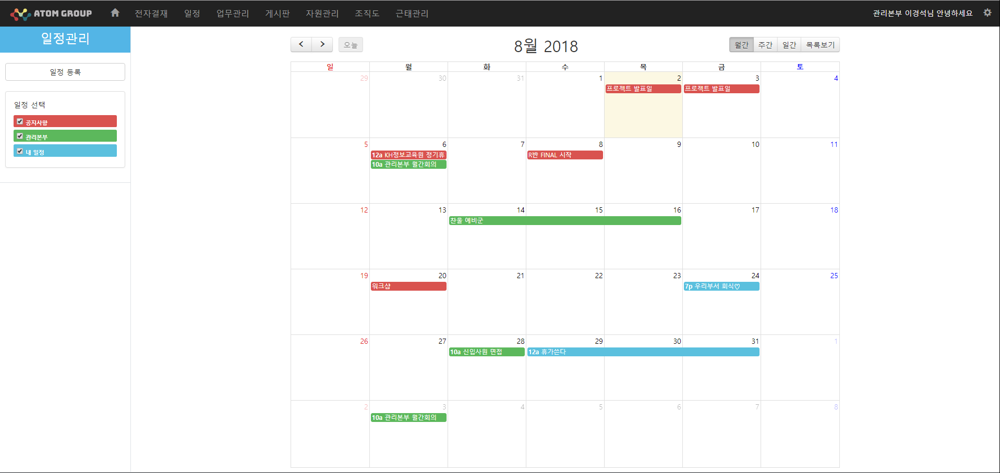 ATOM GROUP 전자결재 일정 업무관리 게시판 자원관리 조직도 근태관리 관리본부 이경석님 안녕하세요
일정관리
일정 등록
일정 선택
공지사항
관리본부
내 일정
오늘 8월 2018 월간 주간 일간 목록보기
일 월 화 수 목 금 토
29 30 31 1 2 3 4
프로젝트 발표일 프로젝트 발표일
5 6 7 8 9 10 11
12a KH정보교육원 정기휴 R반 FINAL 시작
10a 관리본부 월간회의
12 13 14 15 16 17 18
찬울 예비군
19 20 21 22 23 24 25
워크샵 7p 우리부서 회식♡
26 27 28 29 30 31 1
10a 신입사원 면접 12a 휴가쓴다
2 3 4 5 6 7 8
10a 관리본부 월간회의